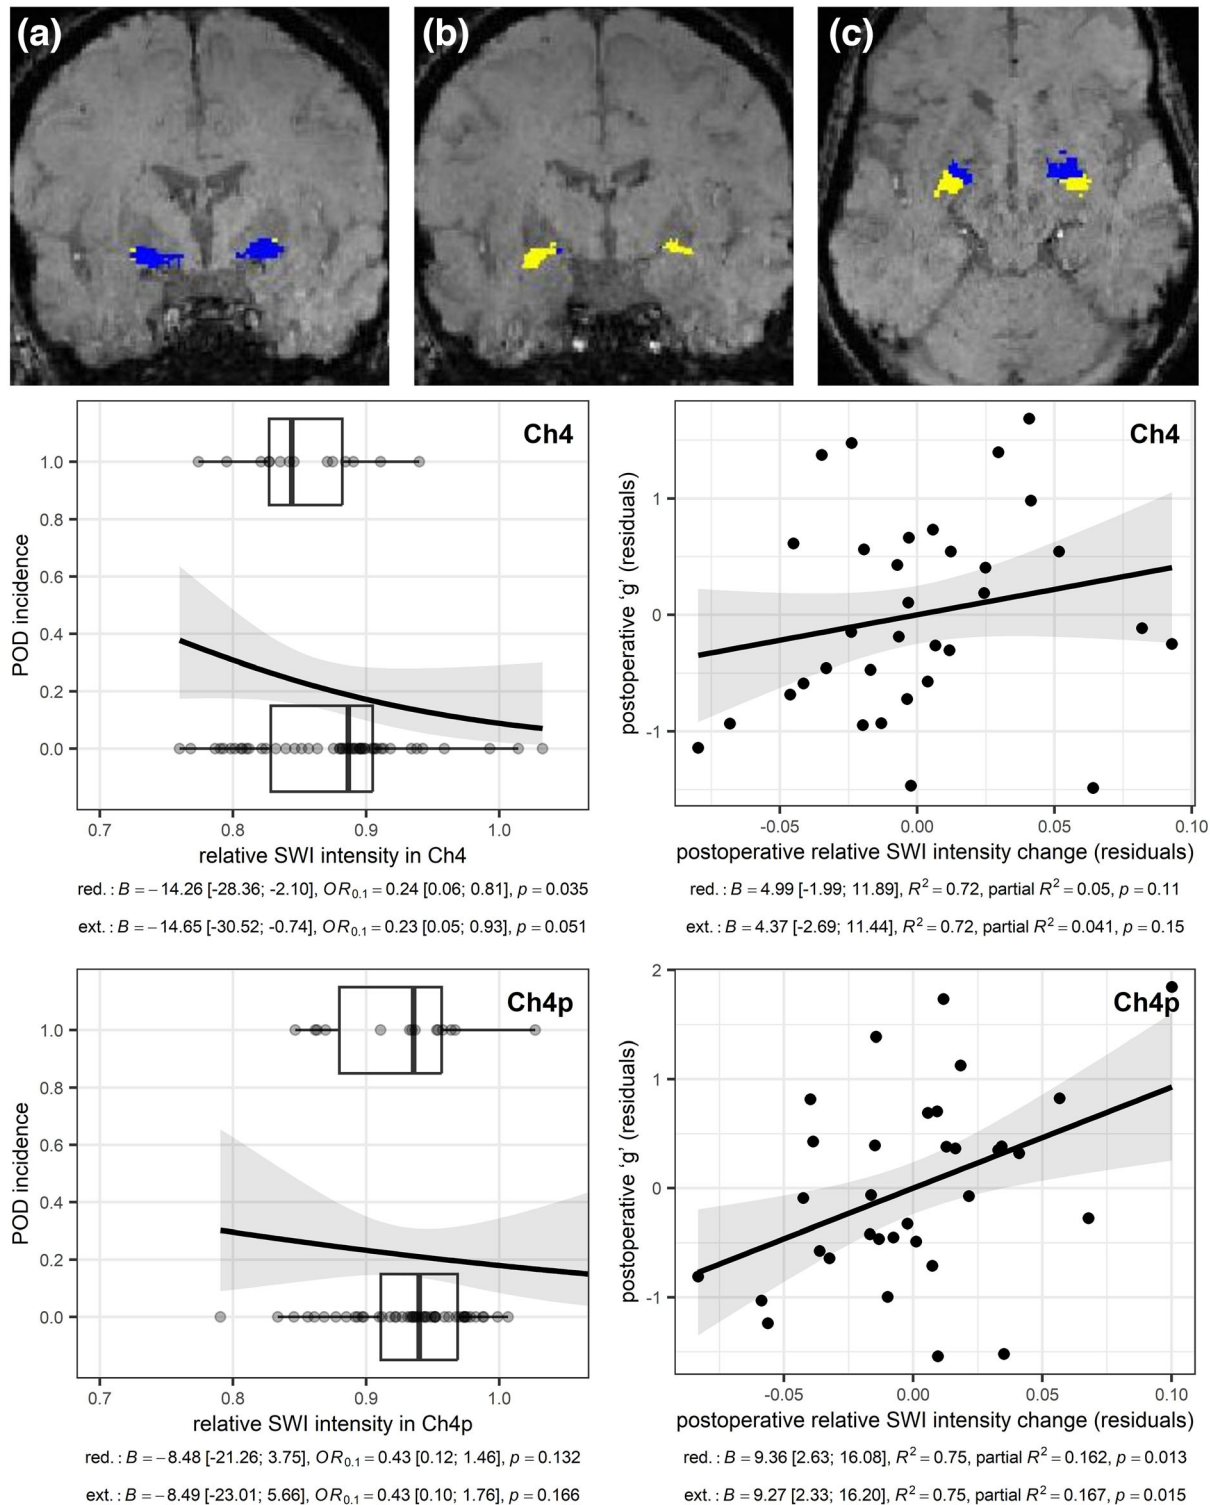 (a)
(b)
(c)
Ch4
1.0
0.8
0.6
0.4
0.2
0.0
POD incidence
0.7 0.8 0.9 1.0
relative SWI intensity in Ch4
red. : B = −14.26 [-28.36; -2.10], OR0.1 = 0.24 [0.06; 0.81], p = 0.035
ext. : B = −14.65 [-30.52; -0.74], OR0.1 = 0.23 [0.05; 0.93], p = 0.051
Ch4
1
0
-1
postoperative ‘g’ (residuals)
-0.05 0.00 0.05 0.10
postoperative relative SWI intensity change (residuals)
red. : B = 4.99 [-1.99; 11.89], R² = 0.72, partial R² = 0.05, p = 0.11
ext. : B = 4.37 [-2.69; 11.44], R² = 0.72, partial R² = 0.041, p = 0.15
Ch4p
1.0
0.8
0.6
0.4
0.2
0.0
POD incidence
0.7 0.8 0.9 1.0
relative SWI intensity in Ch4p
red. : B = −8.48 [-21.26; 3.75], OR0.1 = 0.43 [0.12; 1.46], p = 0.132
ext. : B = −8.49 [-23.01; 5.66], OR0.1 = 0.43 [0.10; 1.76], p = 0.166
Ch4p
2
1
0
-1
postoperative ‘g’ (residuals)
-0.05 0.00 0.05 0.10
postoperative relative SWI intensity change (residuals)
red. : B = 9.36 [2.63; 16.08], R² = 0.75, partial R² = 0.162, p = 0.013
ext. : B = 9.27 [2.33; 16.20], R² = 0.75, partial R² = 0.167, p = 0.015